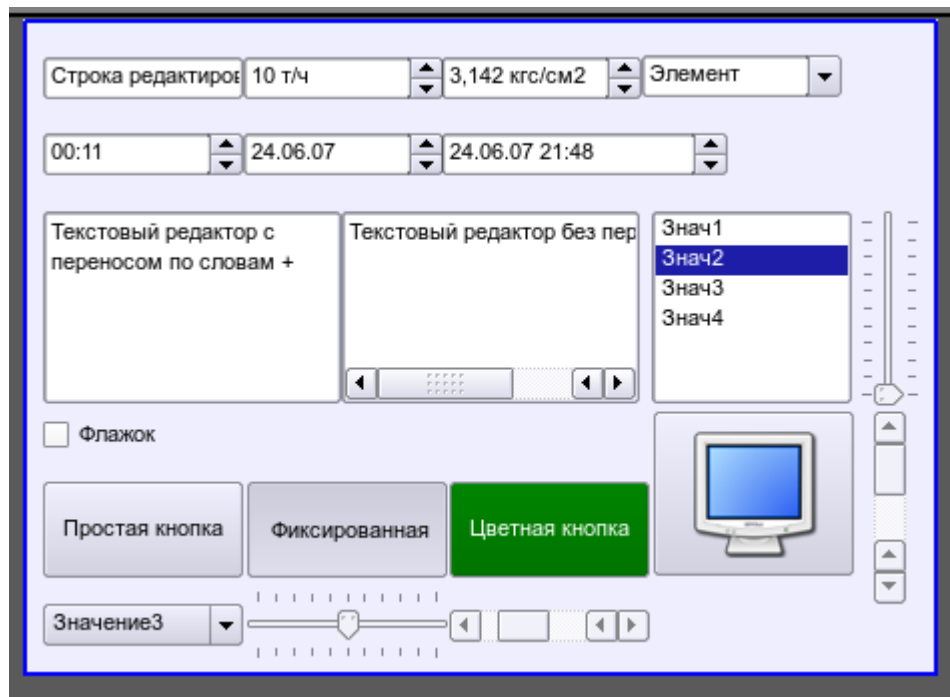 Строка редактиров
10 т/ч
3,142 кгс/см2
Элемент
00:11
24.06.07
24.06.07 21:48
Текстовый редактор с
переносом по словам +
Текстовый редактор без пер
Знач1
Знач2
Знач3
Знач4
Флажок
Простая кнопка
Фиксированная
Цветная кнопка
Значение3